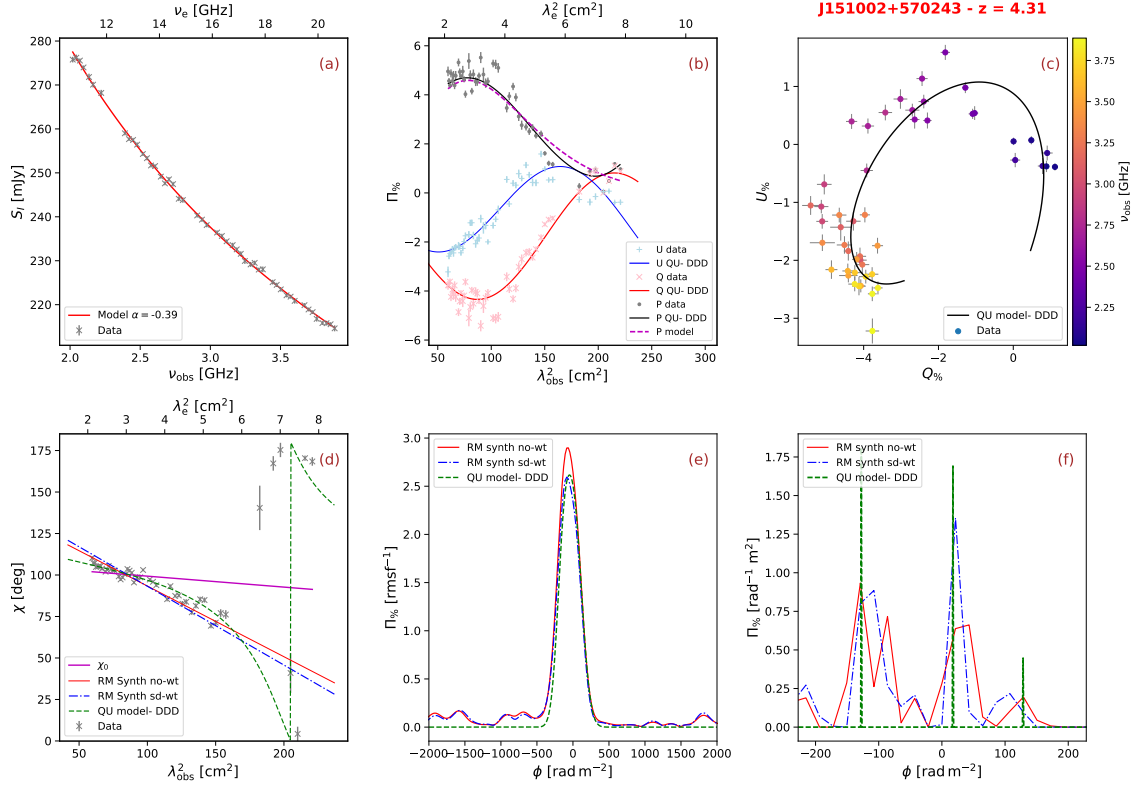 J151002+570243 - z = 4.31
ν_e [GHz]
12 14 16 18 20
280
270
260
250
240
230
220
S_I [mJy]
(a)
Model α = -0.39
Data
2.0 2.5 3.0 3.5
ν_obs [GHz]
λ_e^2 [cm^2]
2 4 6 8 10
6
4
2
0
−2
−4
−6
Π_%
(b)
U data
U QU- DDD
Q data
Q QU- DDD
P data
P QU- DDD
P model
50 100 150 200 250 300
λ_obs^2 [cm^2]
1
0
−1
−2
−3
U_%
(c)
QU model- DDD
Data
−4 −2 0
Q_%
3.75
3.50
3.25
3.00
2.75
2.50
2.25
ν_obs [GHz]
λ_e^2 [cm^2]
2 3 4 5 6 7 8
175
150
125
100
75
50
25
0
χ [deg]
(d)
χ_0
RM Synth no-wt
RM Synth sd-wt
QU model- DDD
Data
50 100 150 200
λ_obs^2 [cm^2]
3.0
2.5
2.0
1.5
1.0
0.5
0.0
Π_% [rmsf^−1]
RM synth no-wt
RM synth sd-wt
QU model- DDD
(e)
−2000 −1500 −1000 −500 0 500 1000 1500 2000
ϕ [rad m^−2]
1.75
1.50
1.25
1.00
0.75
0.50
0.25
0.00
Π_% [rad^−1 m^2]
RM synth no-wt
RM synth sd-wt
QU model- DDD
(f)
−200 −100 0 100 200
ϕ [rad m^−2]